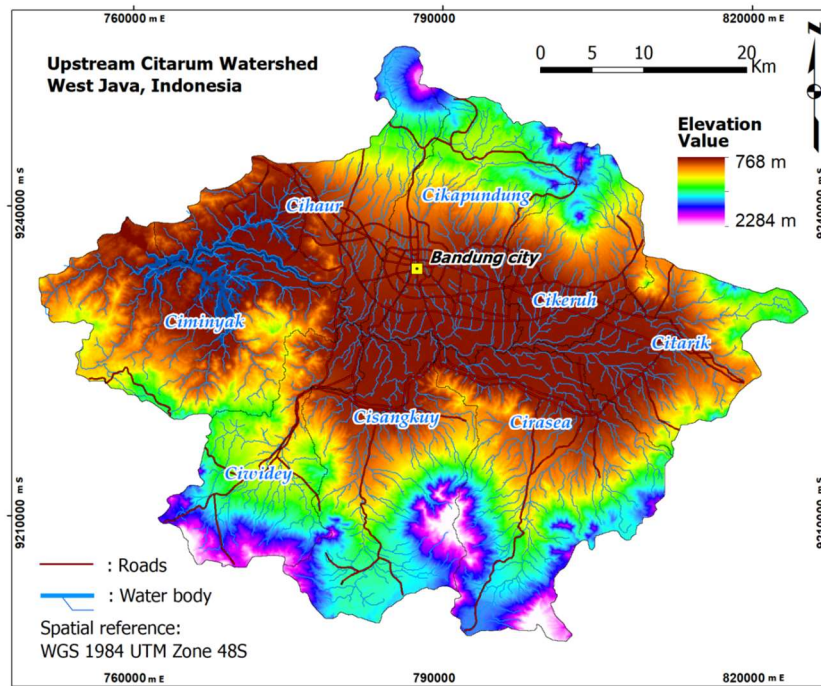 760000 m E
790000 m E
820000 m E
Upstream Citarum Watershed
West Java, Indonesia
0 5 10 20
Km
N
Elevation
Value
768 m
2284 m
9240000 m S
9240000 m S
Cikapundung
Cihaur
Bandung city
Cikeruh
Ciminyak
Citarik
Cisangkuy
Cirasea
Ciwidey
9210000 m S
9210000 m S
: Roads
: Water body
Spatial reference:
WGS 1984 UTM Zone 48S
760000 m E
790000 m E
820000 m E